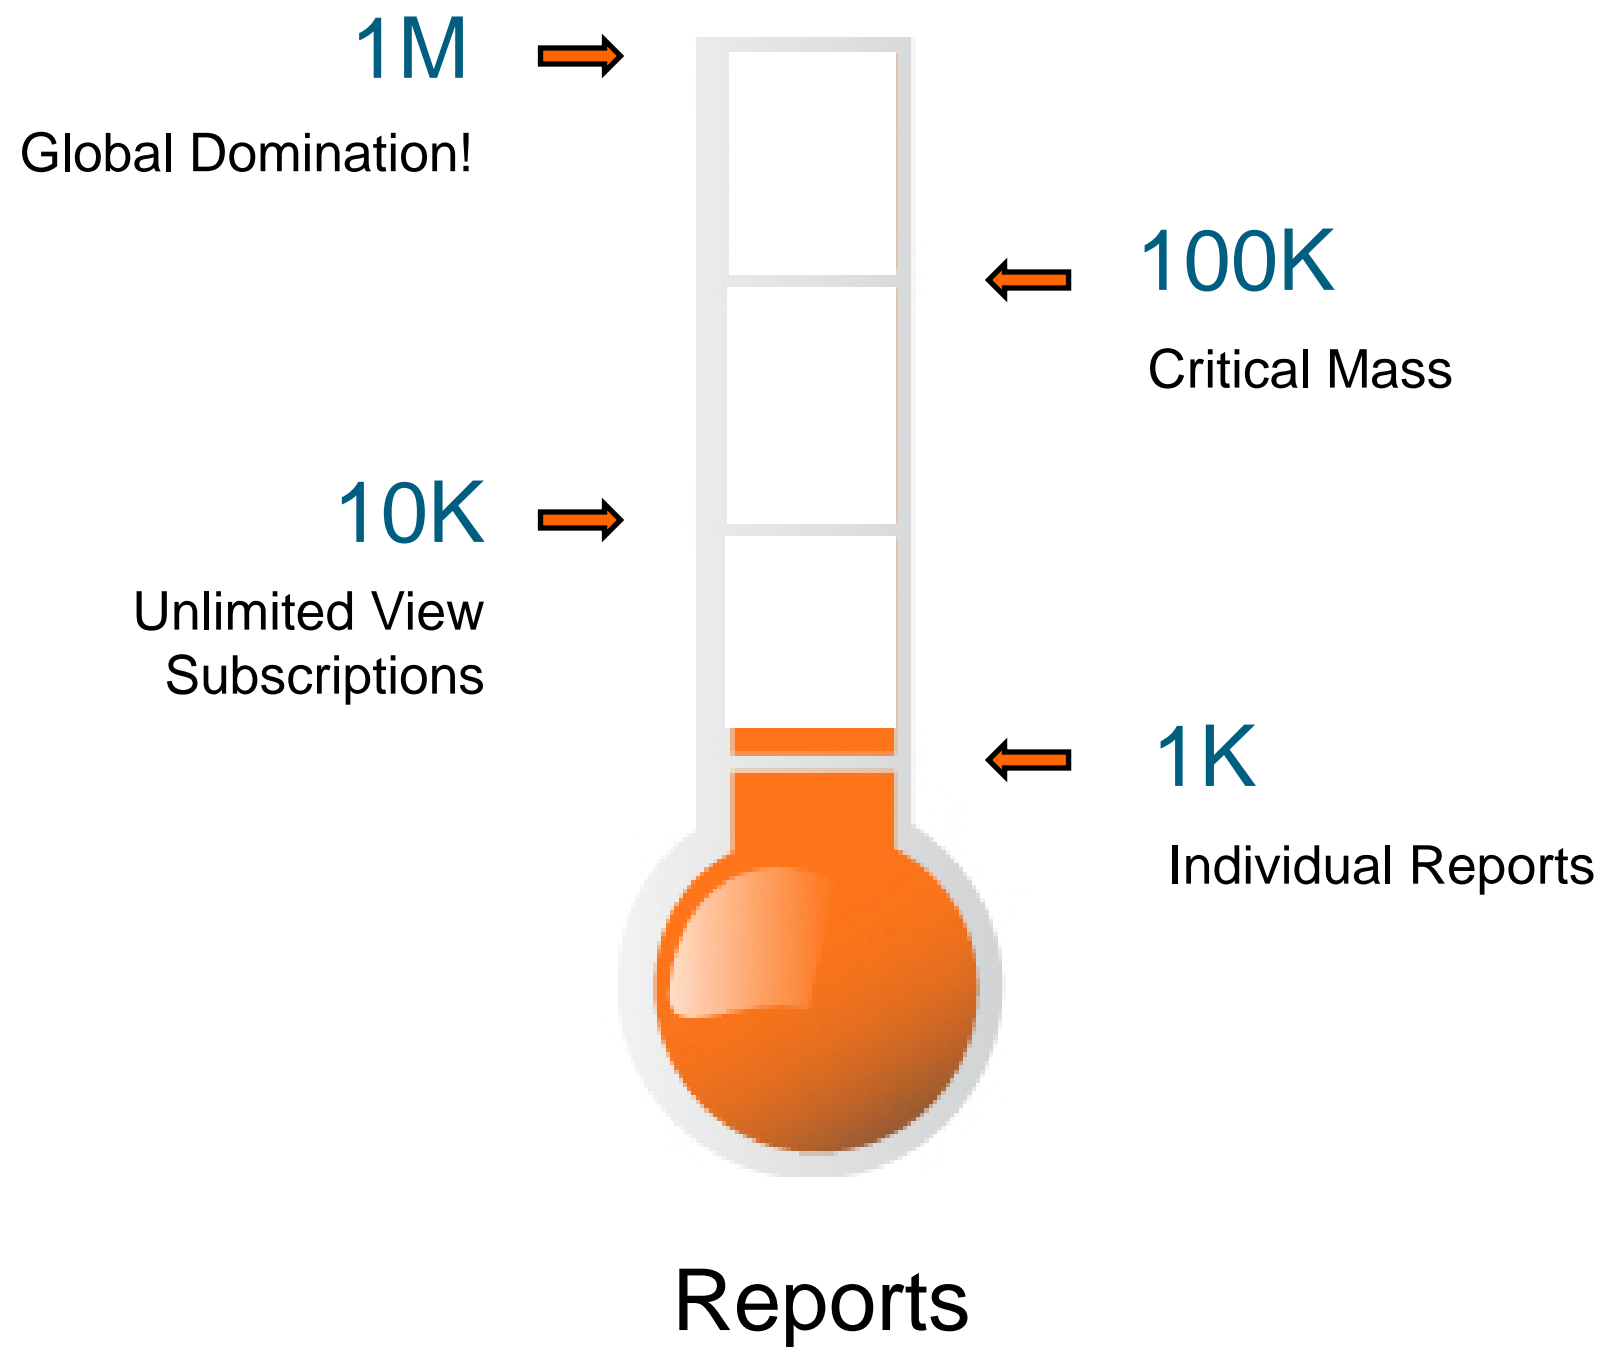 1M
Global Domination!
100K
Critical Mass
10K
Unlimited View
Subscriptions
1K
Individual Reports
Reports